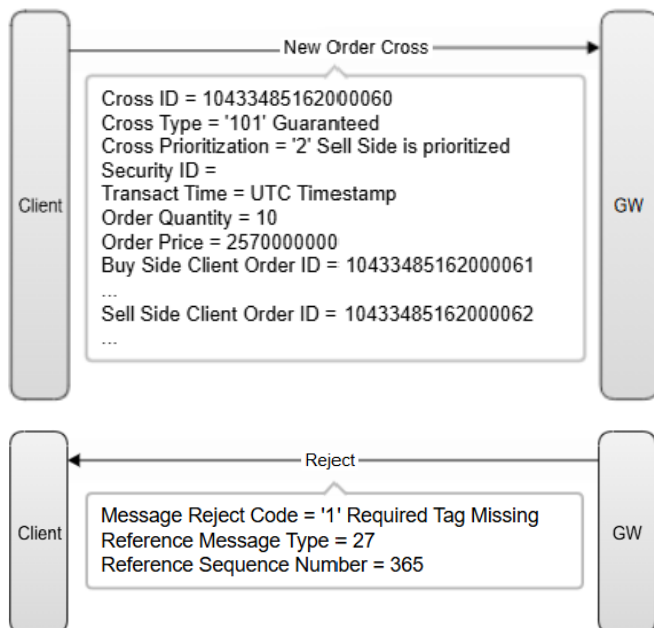 New Order Cross
Cross ID = 10433485162000060
Cross Type = '101' Guaranteed
Cross Prioritization = '2' Sell Side is prioritized
Security ID =
Transact Time = UTC Timestamp
Order Quantity = 10
Order Price = 2570000000
Buy Side Client Order ID = 10433485162000061
...
Sell Side Client Order ID = 10433485162000062
...
Client
GW
Reject
Message Reject Code = '1' Required Tag Missing
Reference Message Type = 27
Reference Sequence Number = 365
Client
GW